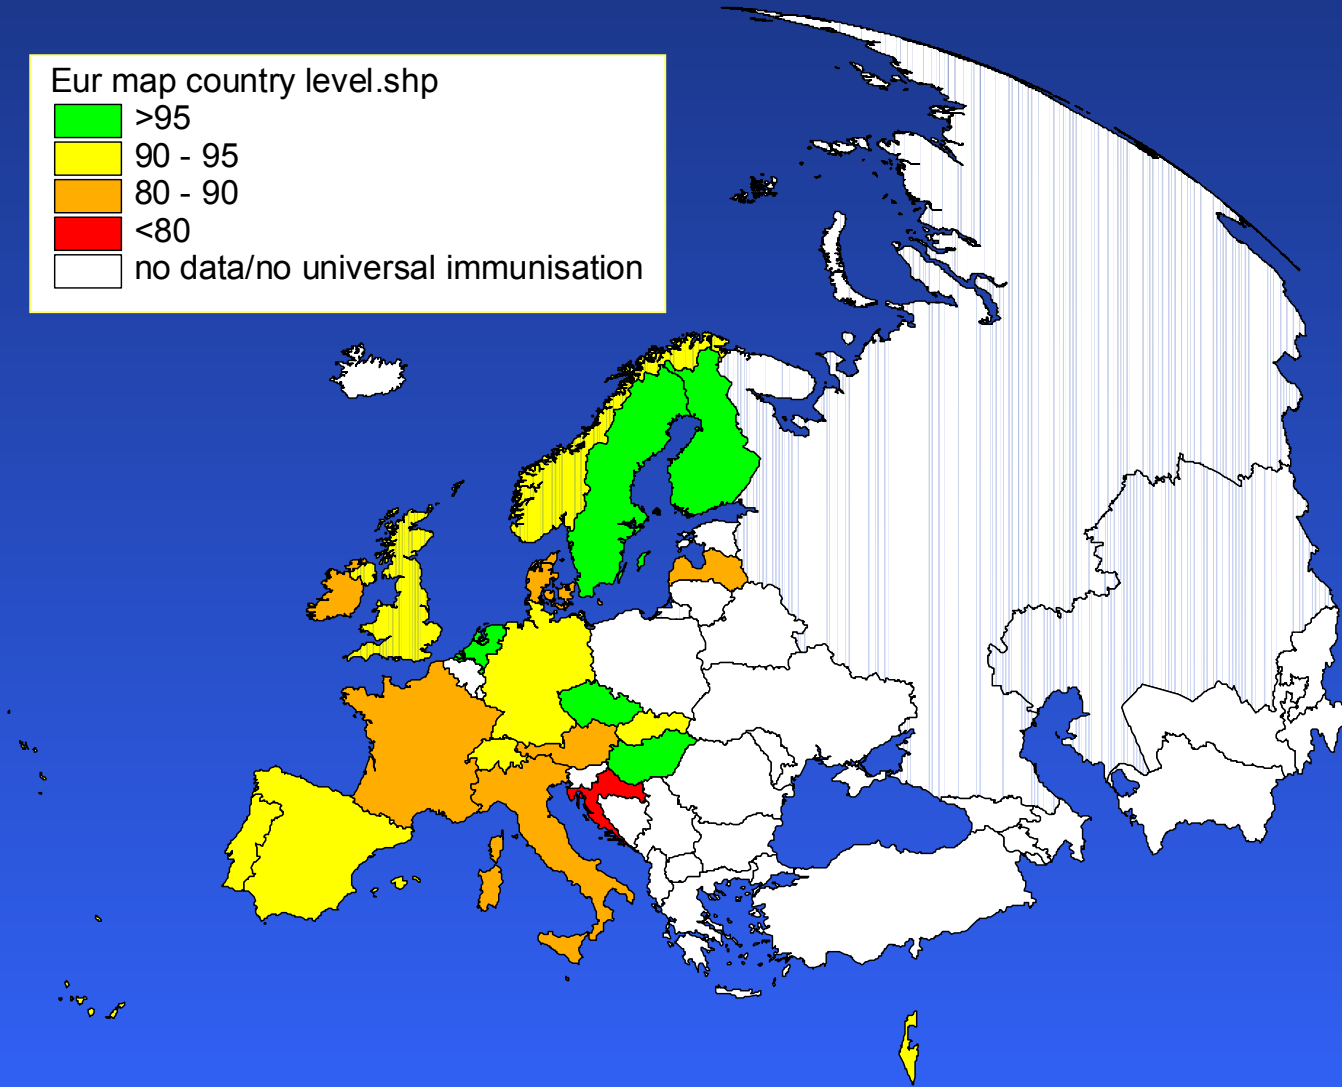 Eur map country level.shp
>95
90 - 95
80 - 90
<80
no data/no universal immunisation